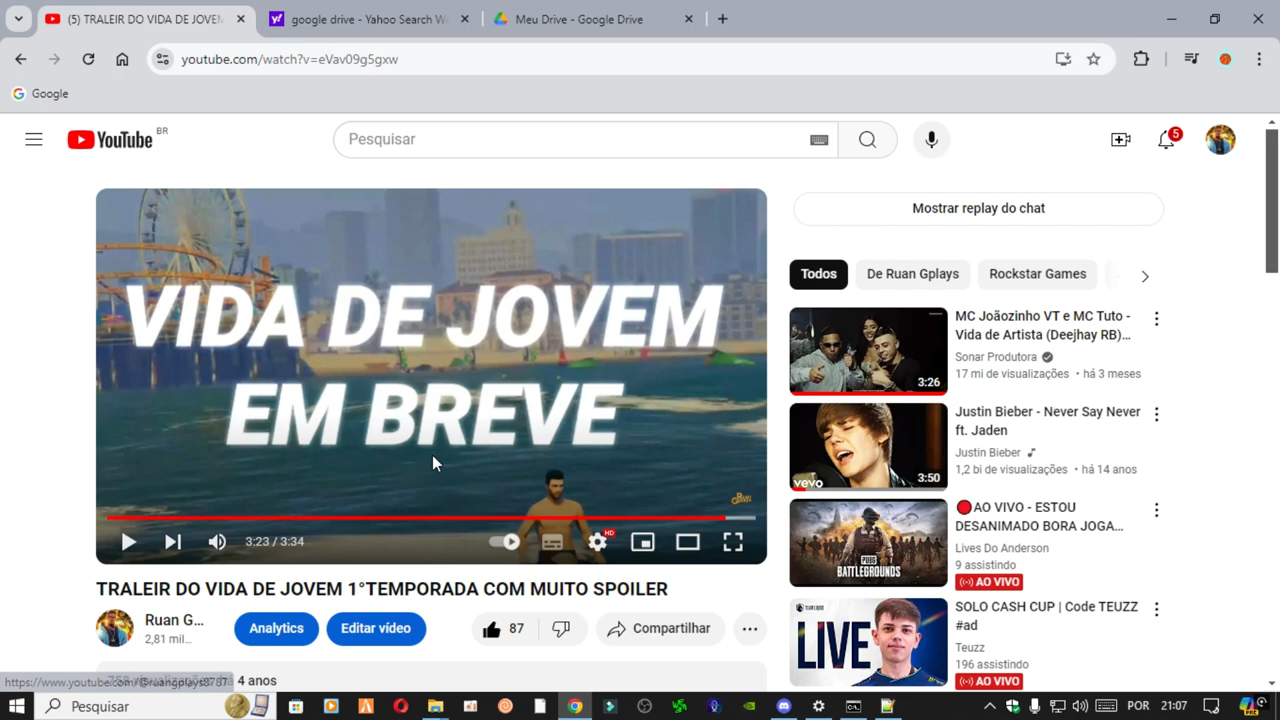 (5) TRALEIR DO VIDA DE JOVEM
google drive - Yahoo Search W
Meu Drive - Google Drive
youtube.com/watch?v=eVav09g5gxw
Google
YouTube BR
Pesquisar
5
VIDA DE JOVEM
EM BREVE
3:23 / 3:34
HD
TRALEIR DO VIDA DE JOVEM 1°TEMPORADA COM MUITO SPOILER
Ruan G...
2,81 mil...
Analytics
Editar vídeo
87
Compartilhar
4 anos
https://www.youtube.com/@ruangplays8787
Mostrar replay do chat
Todos
De Ruan Gplays
Rockstar Games
MC Joãozinho VT e MC Tuto -
Vida de Artista (Deejhay RB)...
Sonar Produtora
17 mi de visualizações • há 3 meses
3:26
Justin Bieber - Never Say Never
ft. Jaden
Justin Bieber
1,2 bi de visualizações • há 14 anos
vevo
3:50
AO VIVO - ESTOU
DESANIMADO BORA JOGA...
Lives Do Anderson
9 assistindo
AO VIVO
PUBG
BATTLEGROUNDS
SOLO CASH CUP | Code TEUZZ
#ad
Teuzz
196 assistindo
AO VIVO
LIVE
Pesquisar
POR
21:07